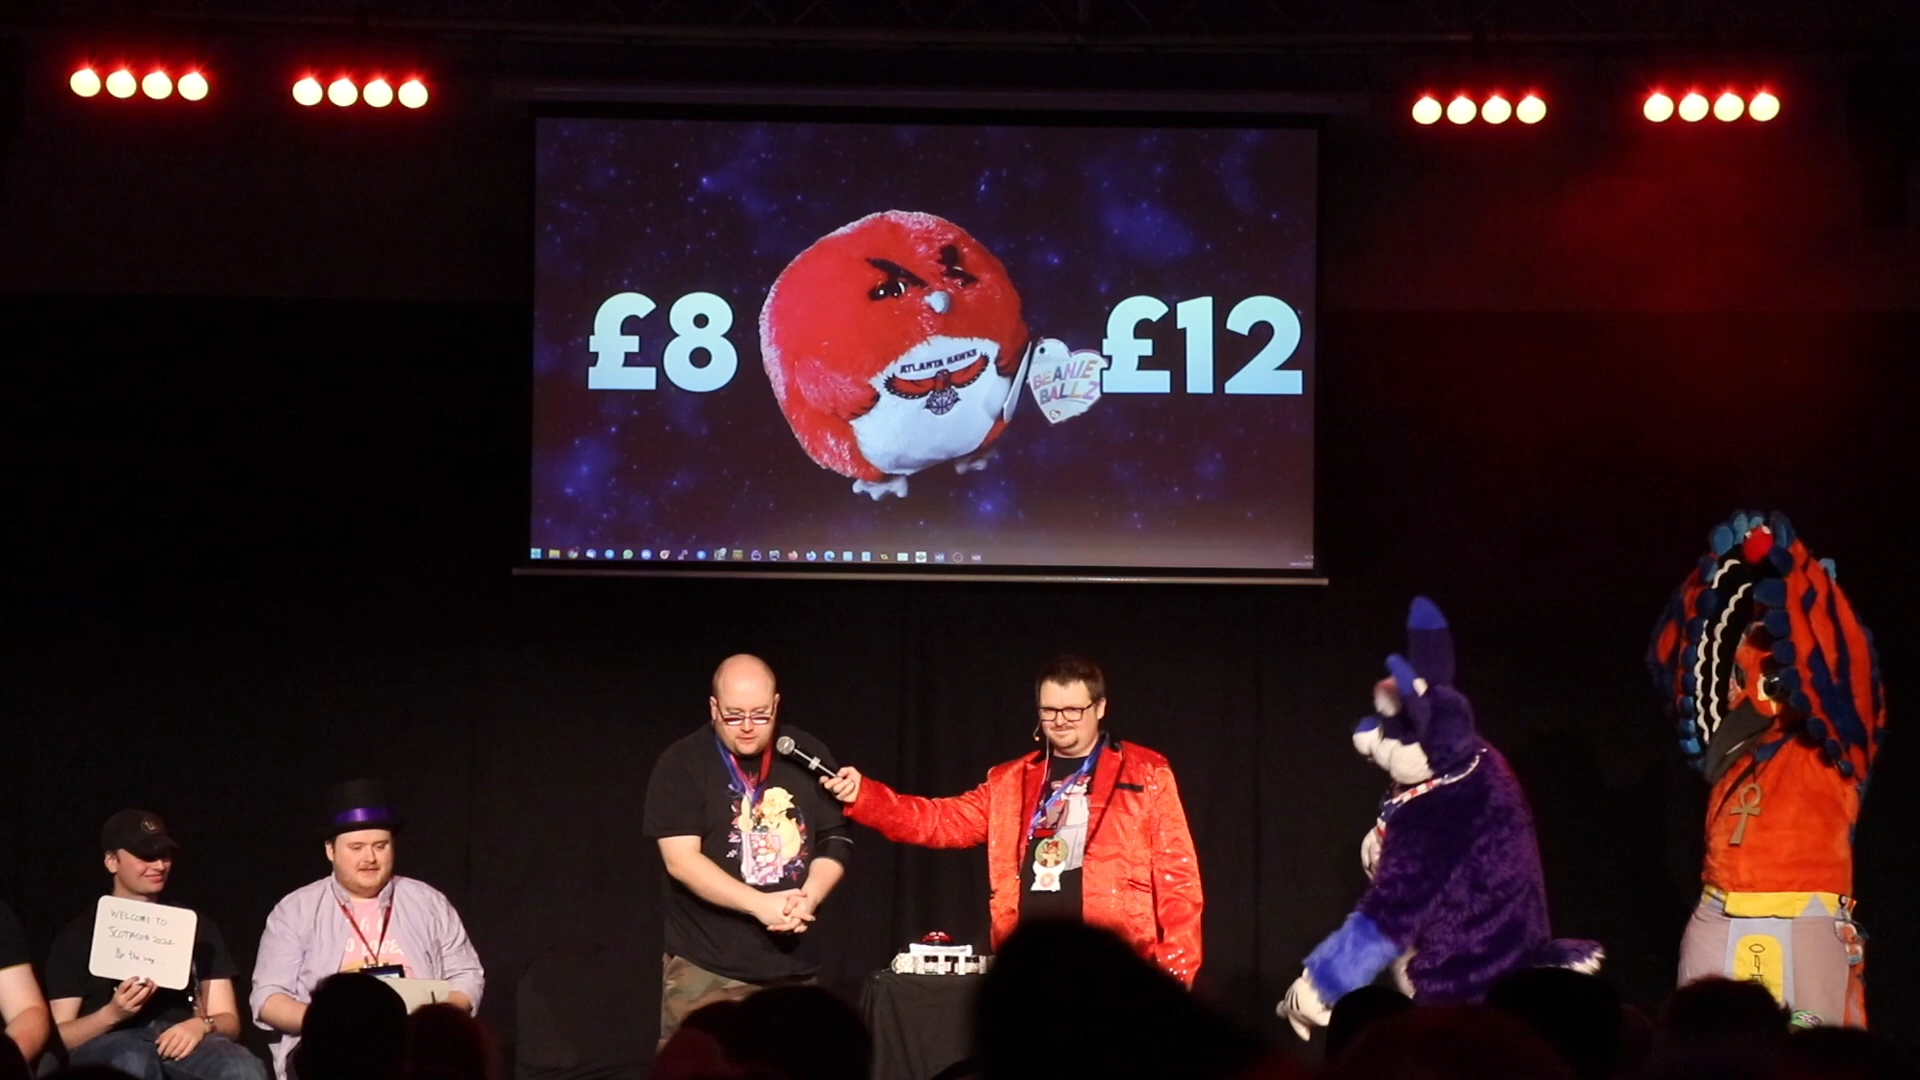 £8
ATLANTA HAWKS
BEANIE
BALLZ
£12
WELCOME TO
SCOTIACON 2024
By the way